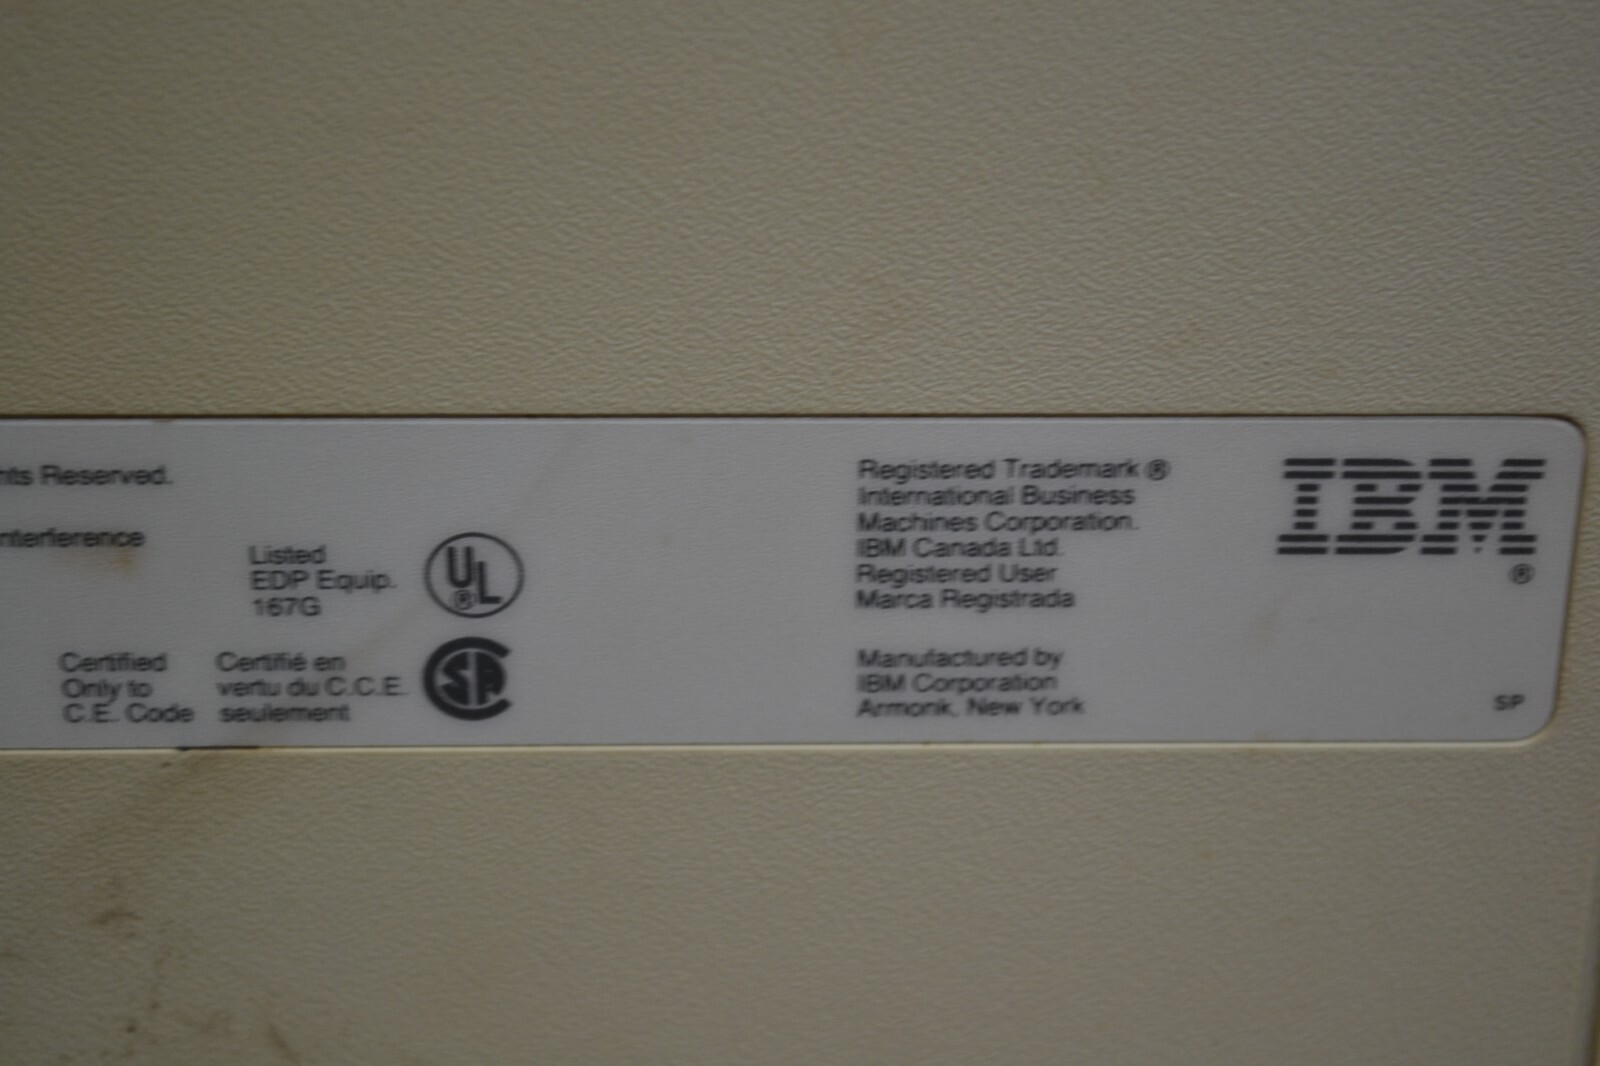 nts Reserved.
nterference
Listed
EDP Equip.
167G
UL
®
Certified
Only to
C.E. Code
Certifié en
vertu du C.C.E.
seulement
SA
Registered Trademark ®
International Business
Machines Corporation.
IBM Canada Ltd.
Registered User
Marca Registrada
Manufactured by
IBM Corporation
Armonk, New York
IBM
®
SP